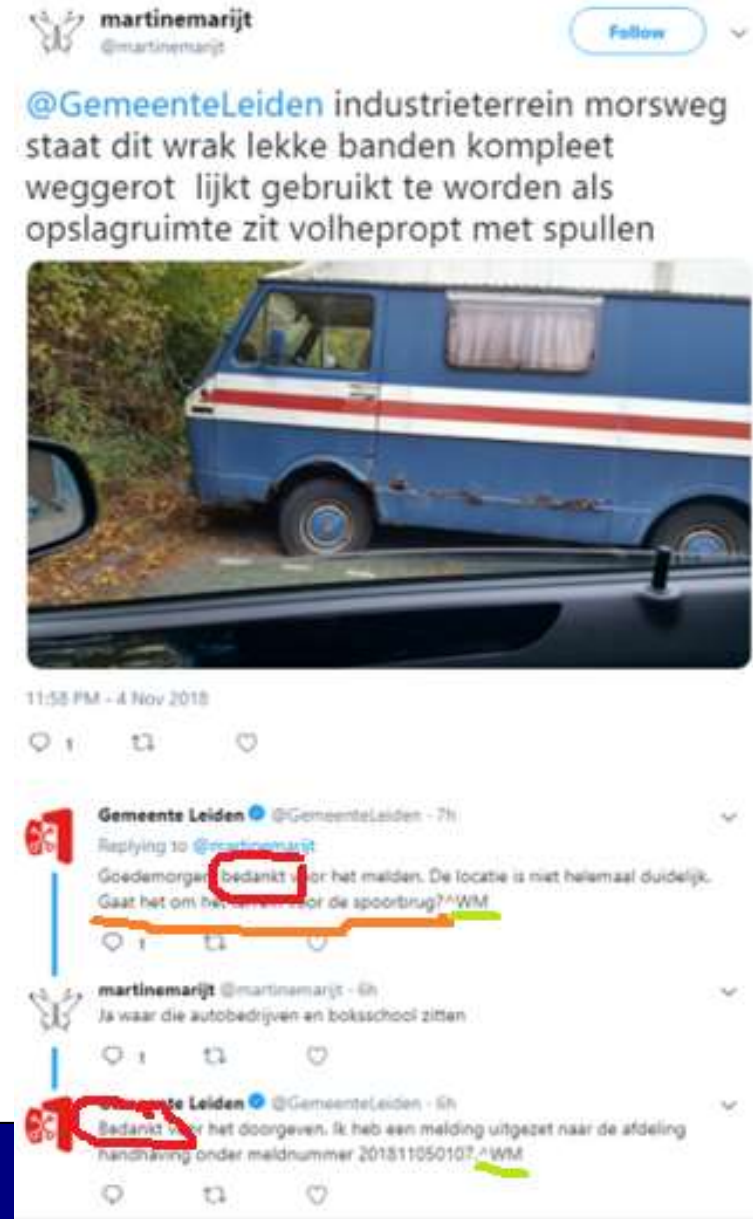 martinemarijt
@martinemarijt
Follow
@GemeenteLeiden industrieterrein morsweg
staat dit wrak lekke banden kompleet
weggerot lijkt gebruikt te worden als
opslagruimte zit volhepropt met spullen
11:58 PM - 4 Nov 2018
1
Gemeente Leiden @GemeenteLeiden - 7h
Replying to @martinemarijt
Goedemorgen bedankt voor het melden. De locatie is niet helemaal duidelijk.
Gaat het om het voor de spoorbrug?^WM
1
martinemarijt @martinemarijt - 6h
Ja waar die autobedrijven en boksschool zitten
1
Gemeente Leiden @GemeenteLeiden - 6h
Bedankt voor het doorgeven. Ik heb een melding uitgezet naar de afdeling
handhaving onder meldnummer 201811050107.^WM